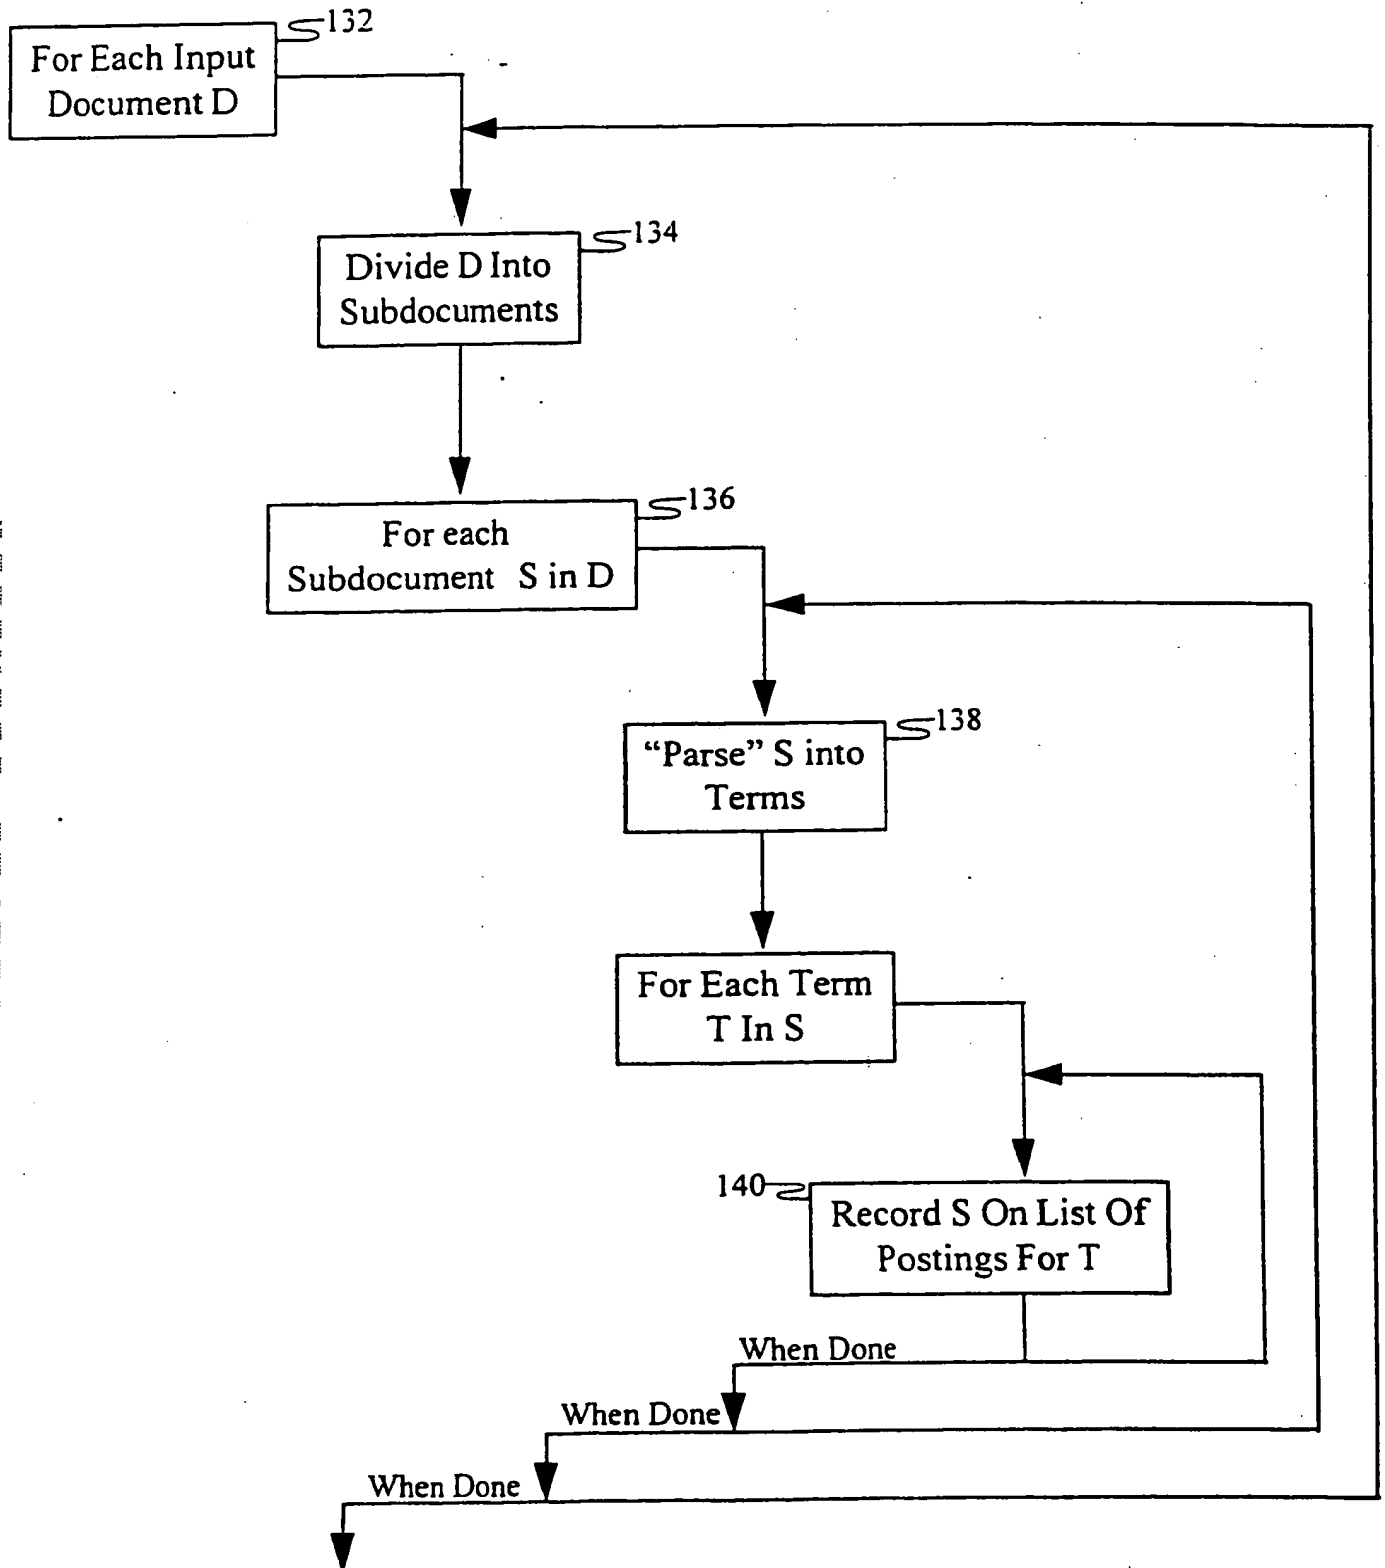 132
For Each Input
Document D
134
Divide D Into
Subdocuments
136
For each
Subdocument S in D
138
“Parse” S into
Terms
For Each Term
T In S
140
Record S On List Of
Postings For T
When Done
When Done
When Done